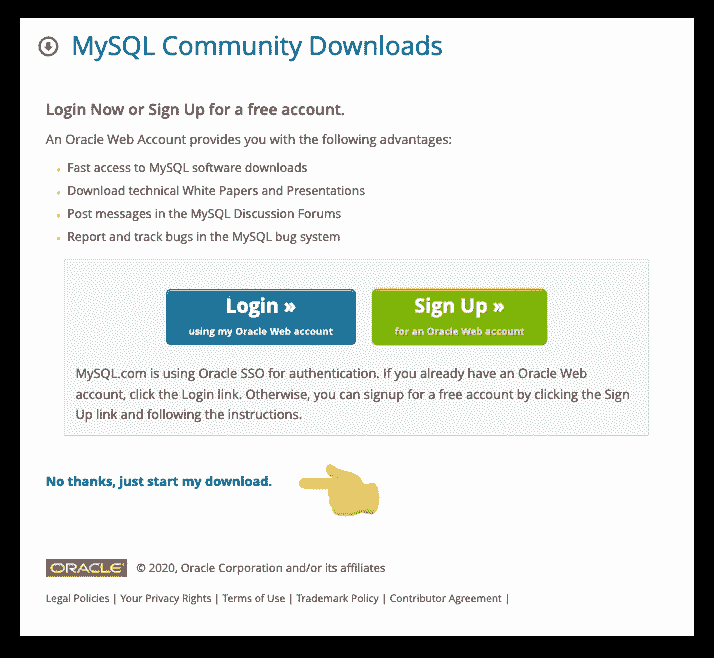 MySQL Community Downloads
Login Now or Sign Up for a free account.
An Oracle Web Account provides you with the following advantages:
Fast access to MySQL software downloads
Download technical White Papers and Presentations
Post messages in the MySQL Discussion Forums
Report and track bugs in the MySQL bug system
Login »
using my Oracle Web account
Sign Up »
for an Oracle Web account
MySQL.com is using Oracle SSO for authentication. If you already have an Oracle Web
account, click the Login link. Otherwise, you can signup for a free account by clicking the Sign
Up link and following the instructions.
No thanks, just start my download.
ORACLE © 2020, Oracle Corporation and/or its affiliates
Legal Policies | Your Privacy Rights | Terms of Use | Trademark Policy | Contributor Agreement |